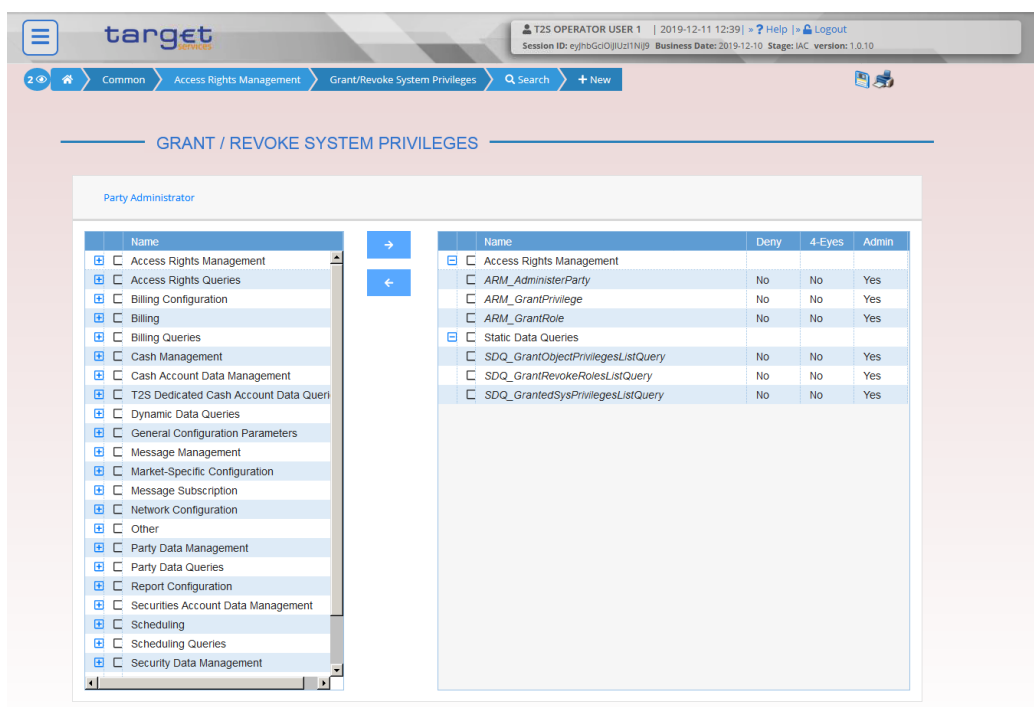 target
services
T2S OPERATOR USER 1 | 2019-12-11 12:39| » ? Help |» Logout
Business Date: 2019-12-10 Stage: IAC version: 1.0.10
2 Common Access Rights Management Grant/Revoke System Privileges Search + New
GRANT / REVOKE SYSTEM PRIVILEGES
Party Administrator
Name
Access Rights Management
Access Rights Queries
Billing Configuration
Billing
Billing Queries
Cash Management
Cash Account Data Management
T2S Dedicated Cash Account Data Queri
Dynamic Data Queries
General Configuration Parameters
Message Management
Market-Specific Configuration
Message Subscription
Network Configuration
Other
Party Data Management
Party Data Queries
Report Configuration
Securities Account Data Management
Scheduling
Scheduling Queries
Security Data Management
Name Deny 4-Eyes Admin
Access Rights Management
ARM_AdministerParty No No Yes
ARM_GrantPrivilege No No Yes
ARM_GrantRole No No Yes
Static Data Queries
SDQ_GrantObjectPrivilegesListQuery No No Yes
SDQ_GrantRevokeRolesListQuery No No Yes
SDQ_GrantedSysPrivilegesListQuery No No Yes